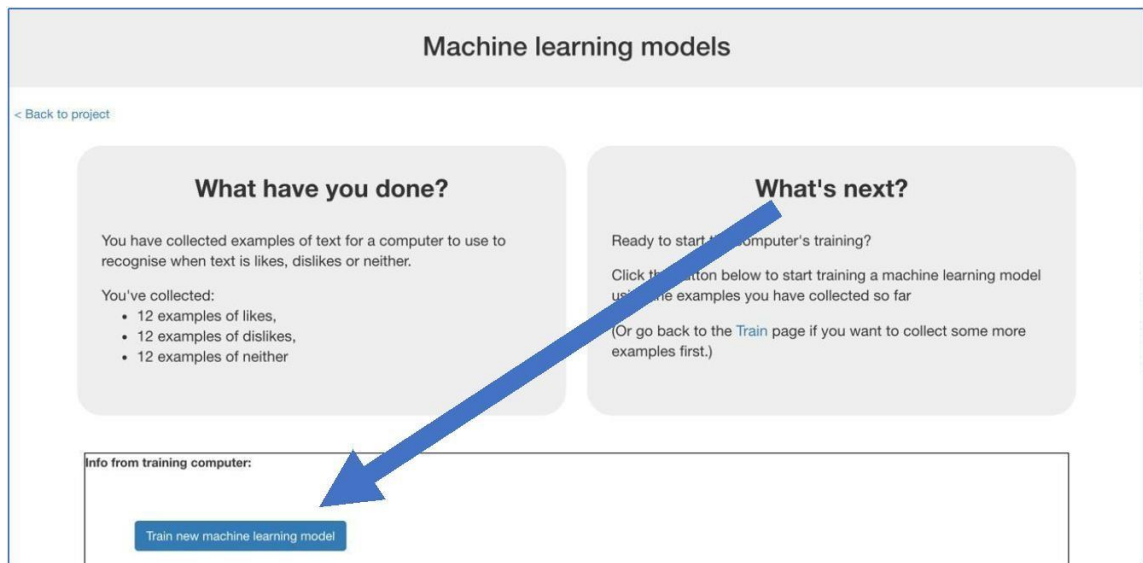 Machine learning models
< Back to project
What have you done?
You have collected examples of text for a computer to use to
recognise when text is likes, dislikes or neither.
You've collected:
• 12 examples of likes,
• 12 examples of dislikes,
• 12 examples of neither
What's next?
Ready to start computer's training?
Click button below to start training a machine learning model
examples you have collected so far
(Or go back to the Train page if you want to collect some more
examples first.)
Info from training computer:
Train new machine learning model